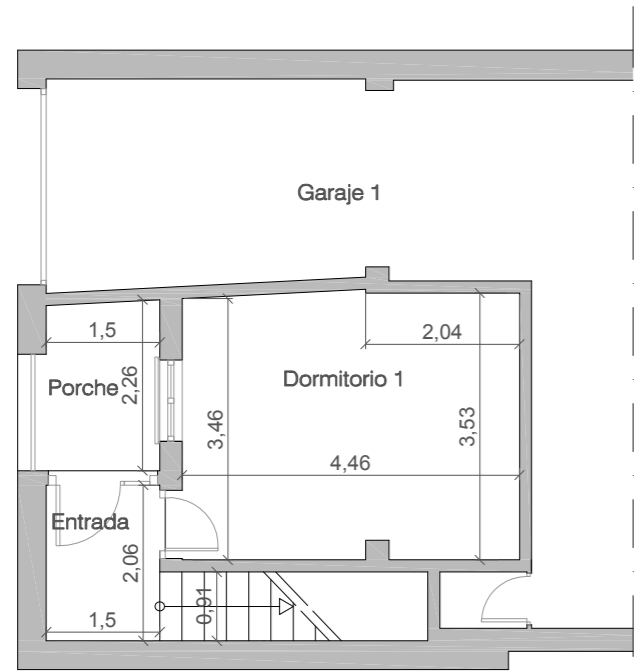 Garaje 1
1,5
2,04
Porche
2,26
Dormitorio 1
3,46
3,53
4,46
Entrada
2,06
0,91
1,5